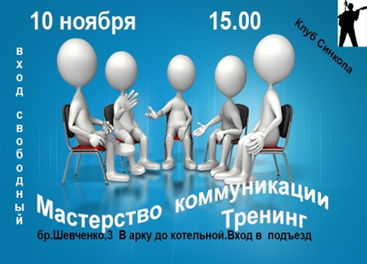 10 ноября
15.00
Клуб Синкопа
вход свободный
Мастерство коммуникации
Тренинг
бр.Шевченко,3 В арку до котельной.Вход в подъезд